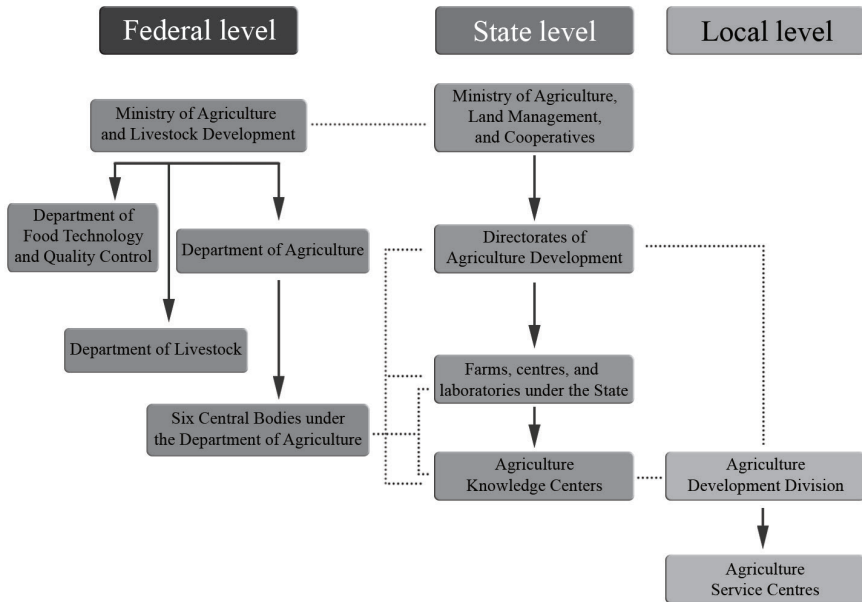 Federal level
State level
Local level
Ministry of Agriculture
and Livestock Development
Ministry of Agriculture,
Land Management,
and Cooperatives
Department of
Food Technology
and Quality Control
Department of Agriculture
Directorates of
Agriculture Development
Department of Livestock
Farms, centres, and
laboratories under the State
Six Central Bodies under
the Department of Agriculture
Agriculture
Knowledge Centers
Agriculture
Development Division
Agriculture
Service Centres